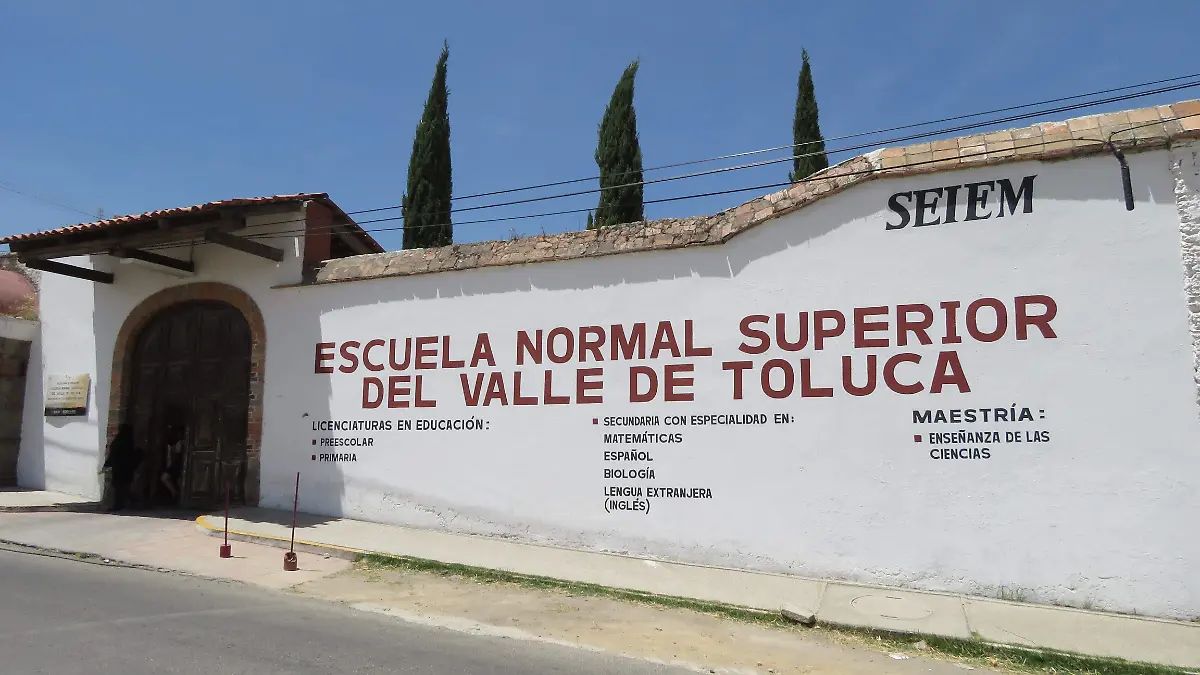 SEIEM
ESCUELA NORMAL SUPERIOR
DEL VALLE DE TOLUCA
LICENCIATURAS EN EDUCACIÓN:
PREESCOLAR
PRIMARIA
SECUNDARIA CON ESPECIALIDAD EN:
MATEMÁTICAS
ESPAÑOL
BIOLOGÍA
LENGUA EXTRANJERA
(INGLÉS)
MAESTRÍA:
ENSEÑANZA DE LAS
CIENCIAS